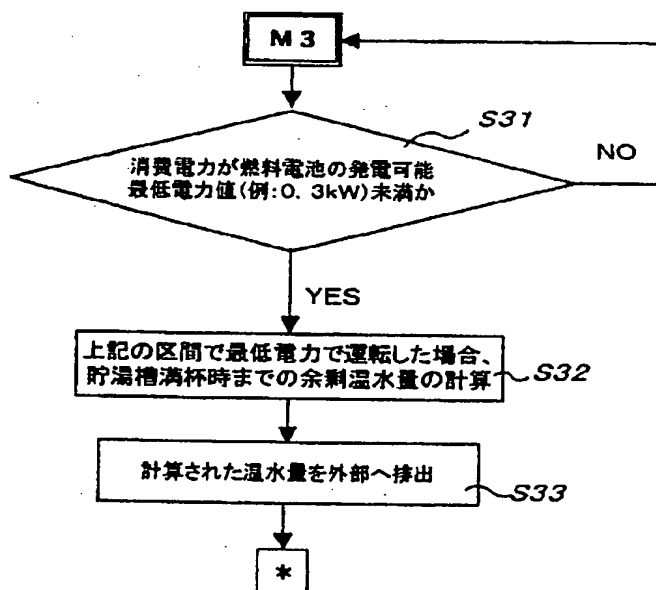 M3
S31
消費電力が燃料電池の発電可能
最低電力値(例:0.3kW)未満か
NO
YES
上記の区間で最低電力で運転した場合、
貯湯槽満杯時までの余剰温水量の計算
S32
計算された温水量を外部へ排出
S33
*